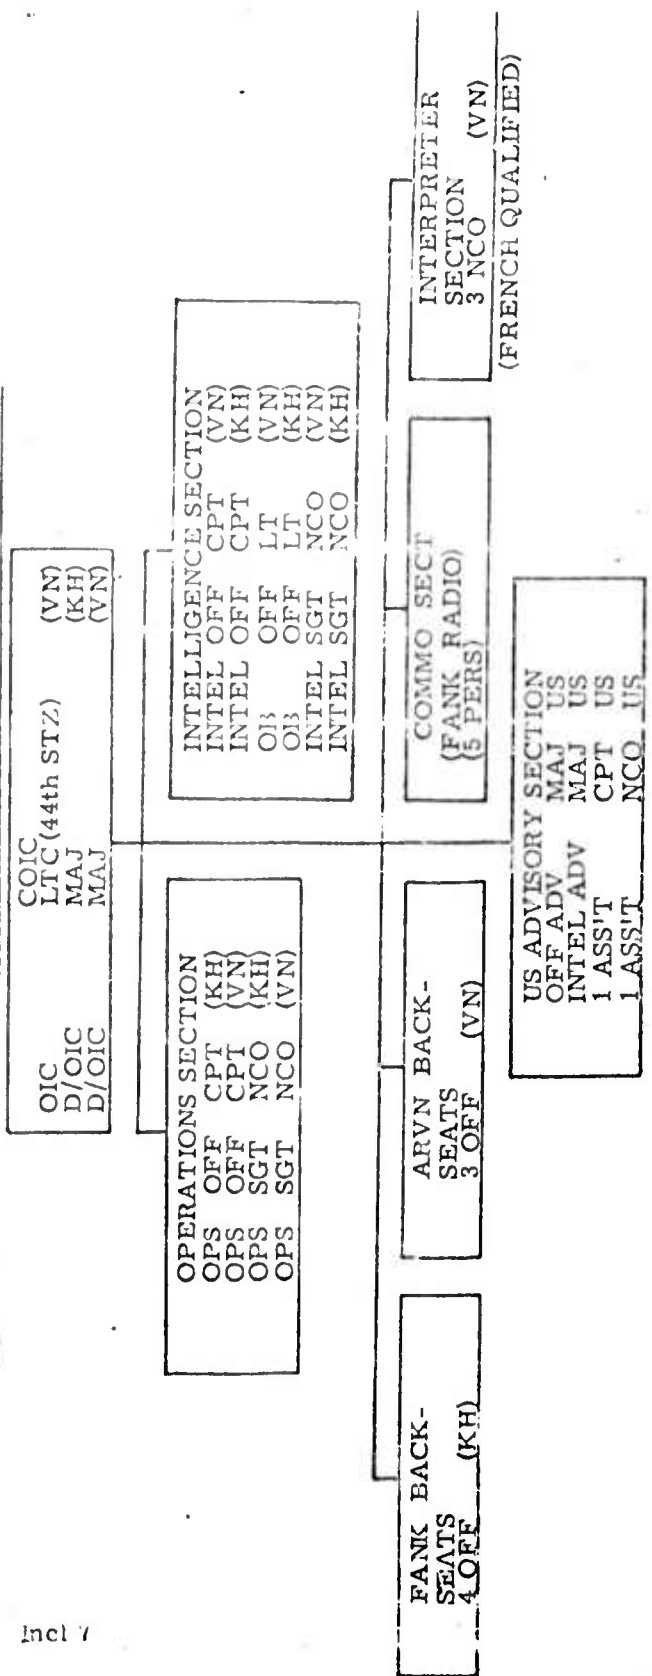 COIC
OIC LTC (44th STZ) (VN)
D/OIC MAJ (KH)
D/OIC MAJ (VN)
OPERATIONS SECTION
OPS OFF CPT (KH)
OPS OFF CPT (VN)
OPS SGT NCO (KH)
OPS SGT NCO (VN)
INTELLIGENCE SECTION
INTEL OFF CPT (VN)
INTEL OFF CPT (KH)
OB OFF LT (VN)
OB OFF LT (KH)
INTEL SGT NCO (VN)
INTEL SGT NCO (KH)
FANK BACK-
SEATS
4 OFF (KH)
ARVN BACK-
SEATS
3 OFF (VN)
COMMO SECT
(FANK RADIO)
(5 PERS)
INTERPRETER
SECTION
3 NCO (VN)
(FRENCH QUALIFIED)
US ADVISORY SECTION
OFF ADV MAJ US
INTEL ADV MAJ US
1 ASS'T CPT US
1 ASS'T NCO US
Incl 7